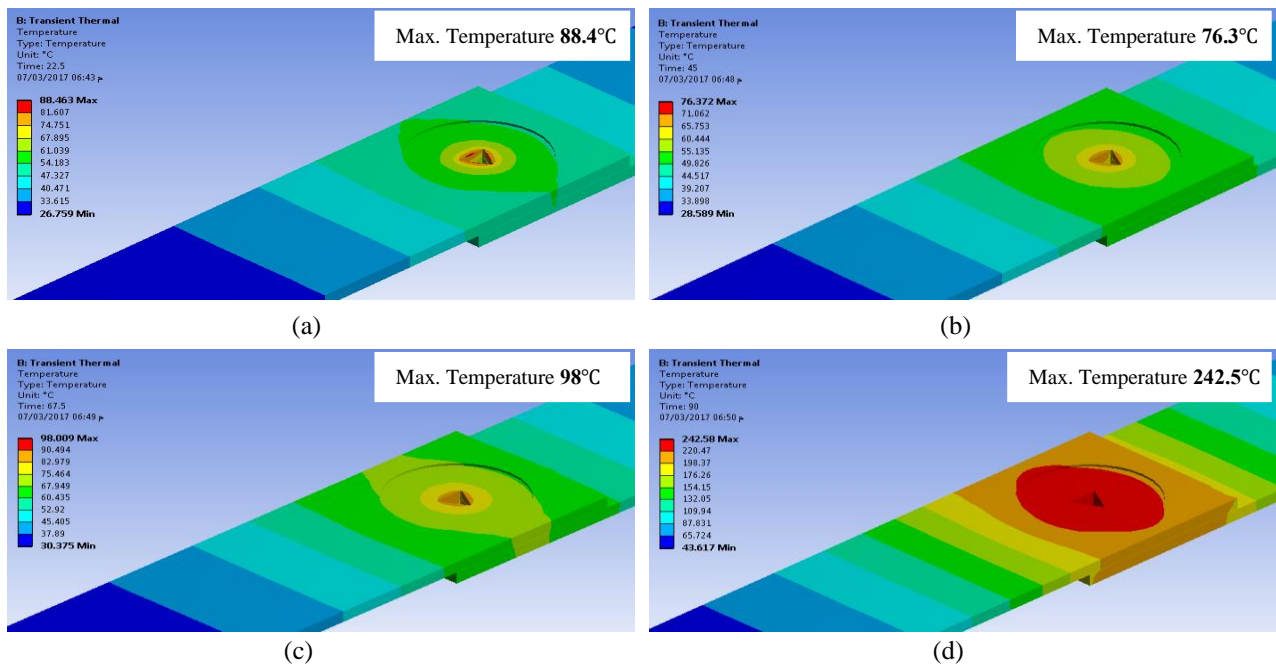 B: Transient Thermal
Temperature
Type: Temperature
Unit: °C
Time: 22.5
07/03/2017 06:43 م
88.463 Max
81.607
74.751
67.895
61.039
54.183
47.327
40.471
33.615
26.759 Min
Max. Temperature 88.4°C
(a)
B: Transient Thermal
Temperature
Type: Temperature
Unit: °C
Time: 45
07/03/2017 06:48 م
76.372 Max
71.062
65.753
60.444
55.135
49.826
44.517
39.207
33.898
28.589 Min
Max. Temperature 76.3°C
(b)
B: Transient Thermal
Temperature
Type: Temperature
Unit: °C
Time: 67.5
07/03/2017 06:49 م
98.009 Max
90.494
82.979
75.464
67.949
60.435
52.92
45.405
37.89
30.375 Min
Max. Temperature 98°C
(c)
B: Transient Thermal
Temperature
Type: Temperature
Unit: °C
Time: 90
07/03/2017 06:50 م
242.58 Max
220.47
198.37
176.26
154.15
132.05
109.94
87.831
65.724
43.617 Min
Max. Temperature 242.5°C
(d)